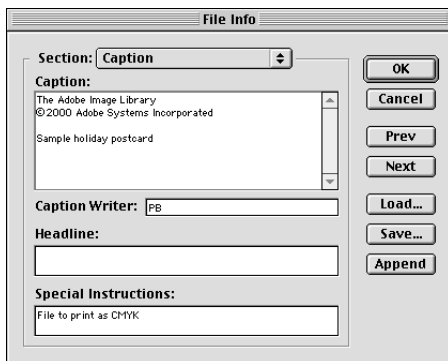 File Info
Section: Caption
Caption:
The Adobe Image Library
©2000 Adobe Systems Incorporated
Sample holiday postcard
Caption Writer: PB
Headline:
Special Instructions:
File to print as CMYK
OK
Cancel
Prev
Next
Load...
Save...
Append